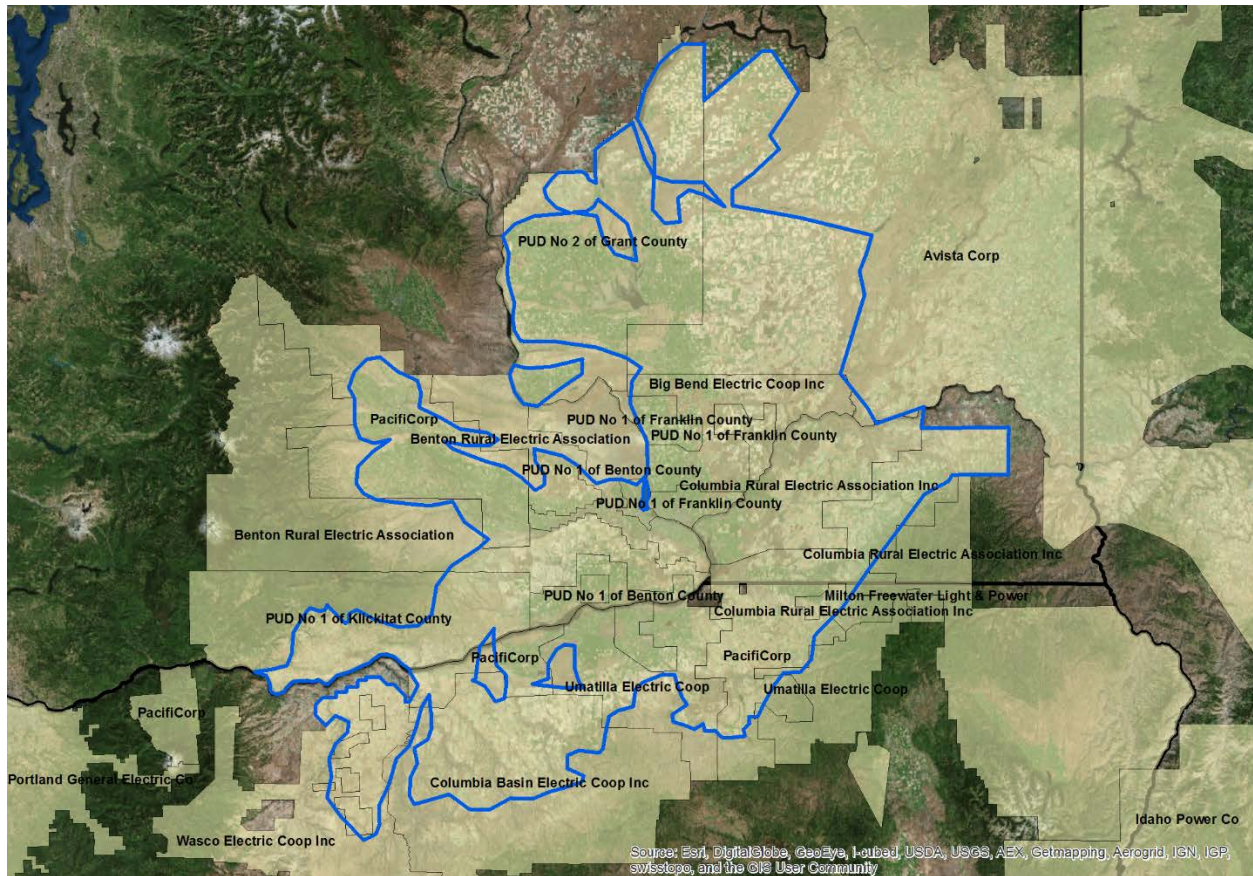 PUD No 2 of Grant County
Avista Corp
Big Bend Electric Coop Inc
PacifiCorp
PUD No 1 of Franklin County
PUD No 1 of Franklin County
Benton Rural Electric Association
PUD No 1 of Benton County
Columbia Rural Electric Association Inc
PUD No 1 of Franklin County
Benton Rural Electric Association
Columbia Rural Electric Association Inc
PUD No 1 of Benton County
Milton Freewater Light & Power
Columbia Rural Electric Association Inc
PUD No 1 of Klickitat County
PacifiCorp
PacifiCorp
Umatilla Electric Coop
Umatilla Electric Coop
PacifiCorp
Portland General Electric Co
Columbia Basin Electric Coop Inc
Idaho Power Co
Wasco Electric Coop Inc
Source: Esri, DigitalGlobe, GeoEye, i-cubed, USDA, USGS, AEX, Getmapping, Aerogrid, IGN, IGP,
swisstopo, and the GIS User Community